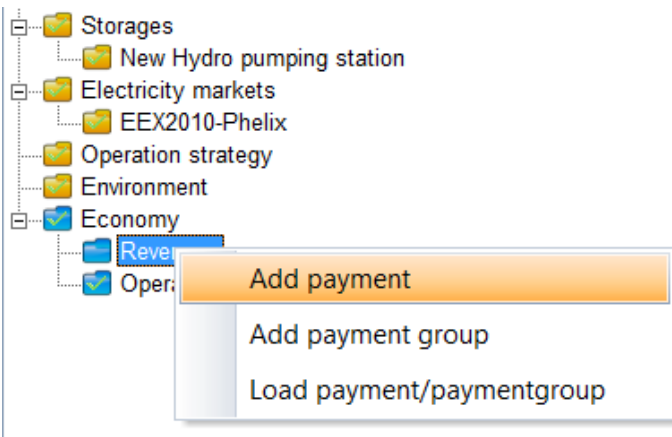 Storages
New Hydro pumping station
Electricity markets
EEX2010-Phelix
Operation strategy
Environment
Economy
Add payment
Add payment group
Load payment/paymentgroup